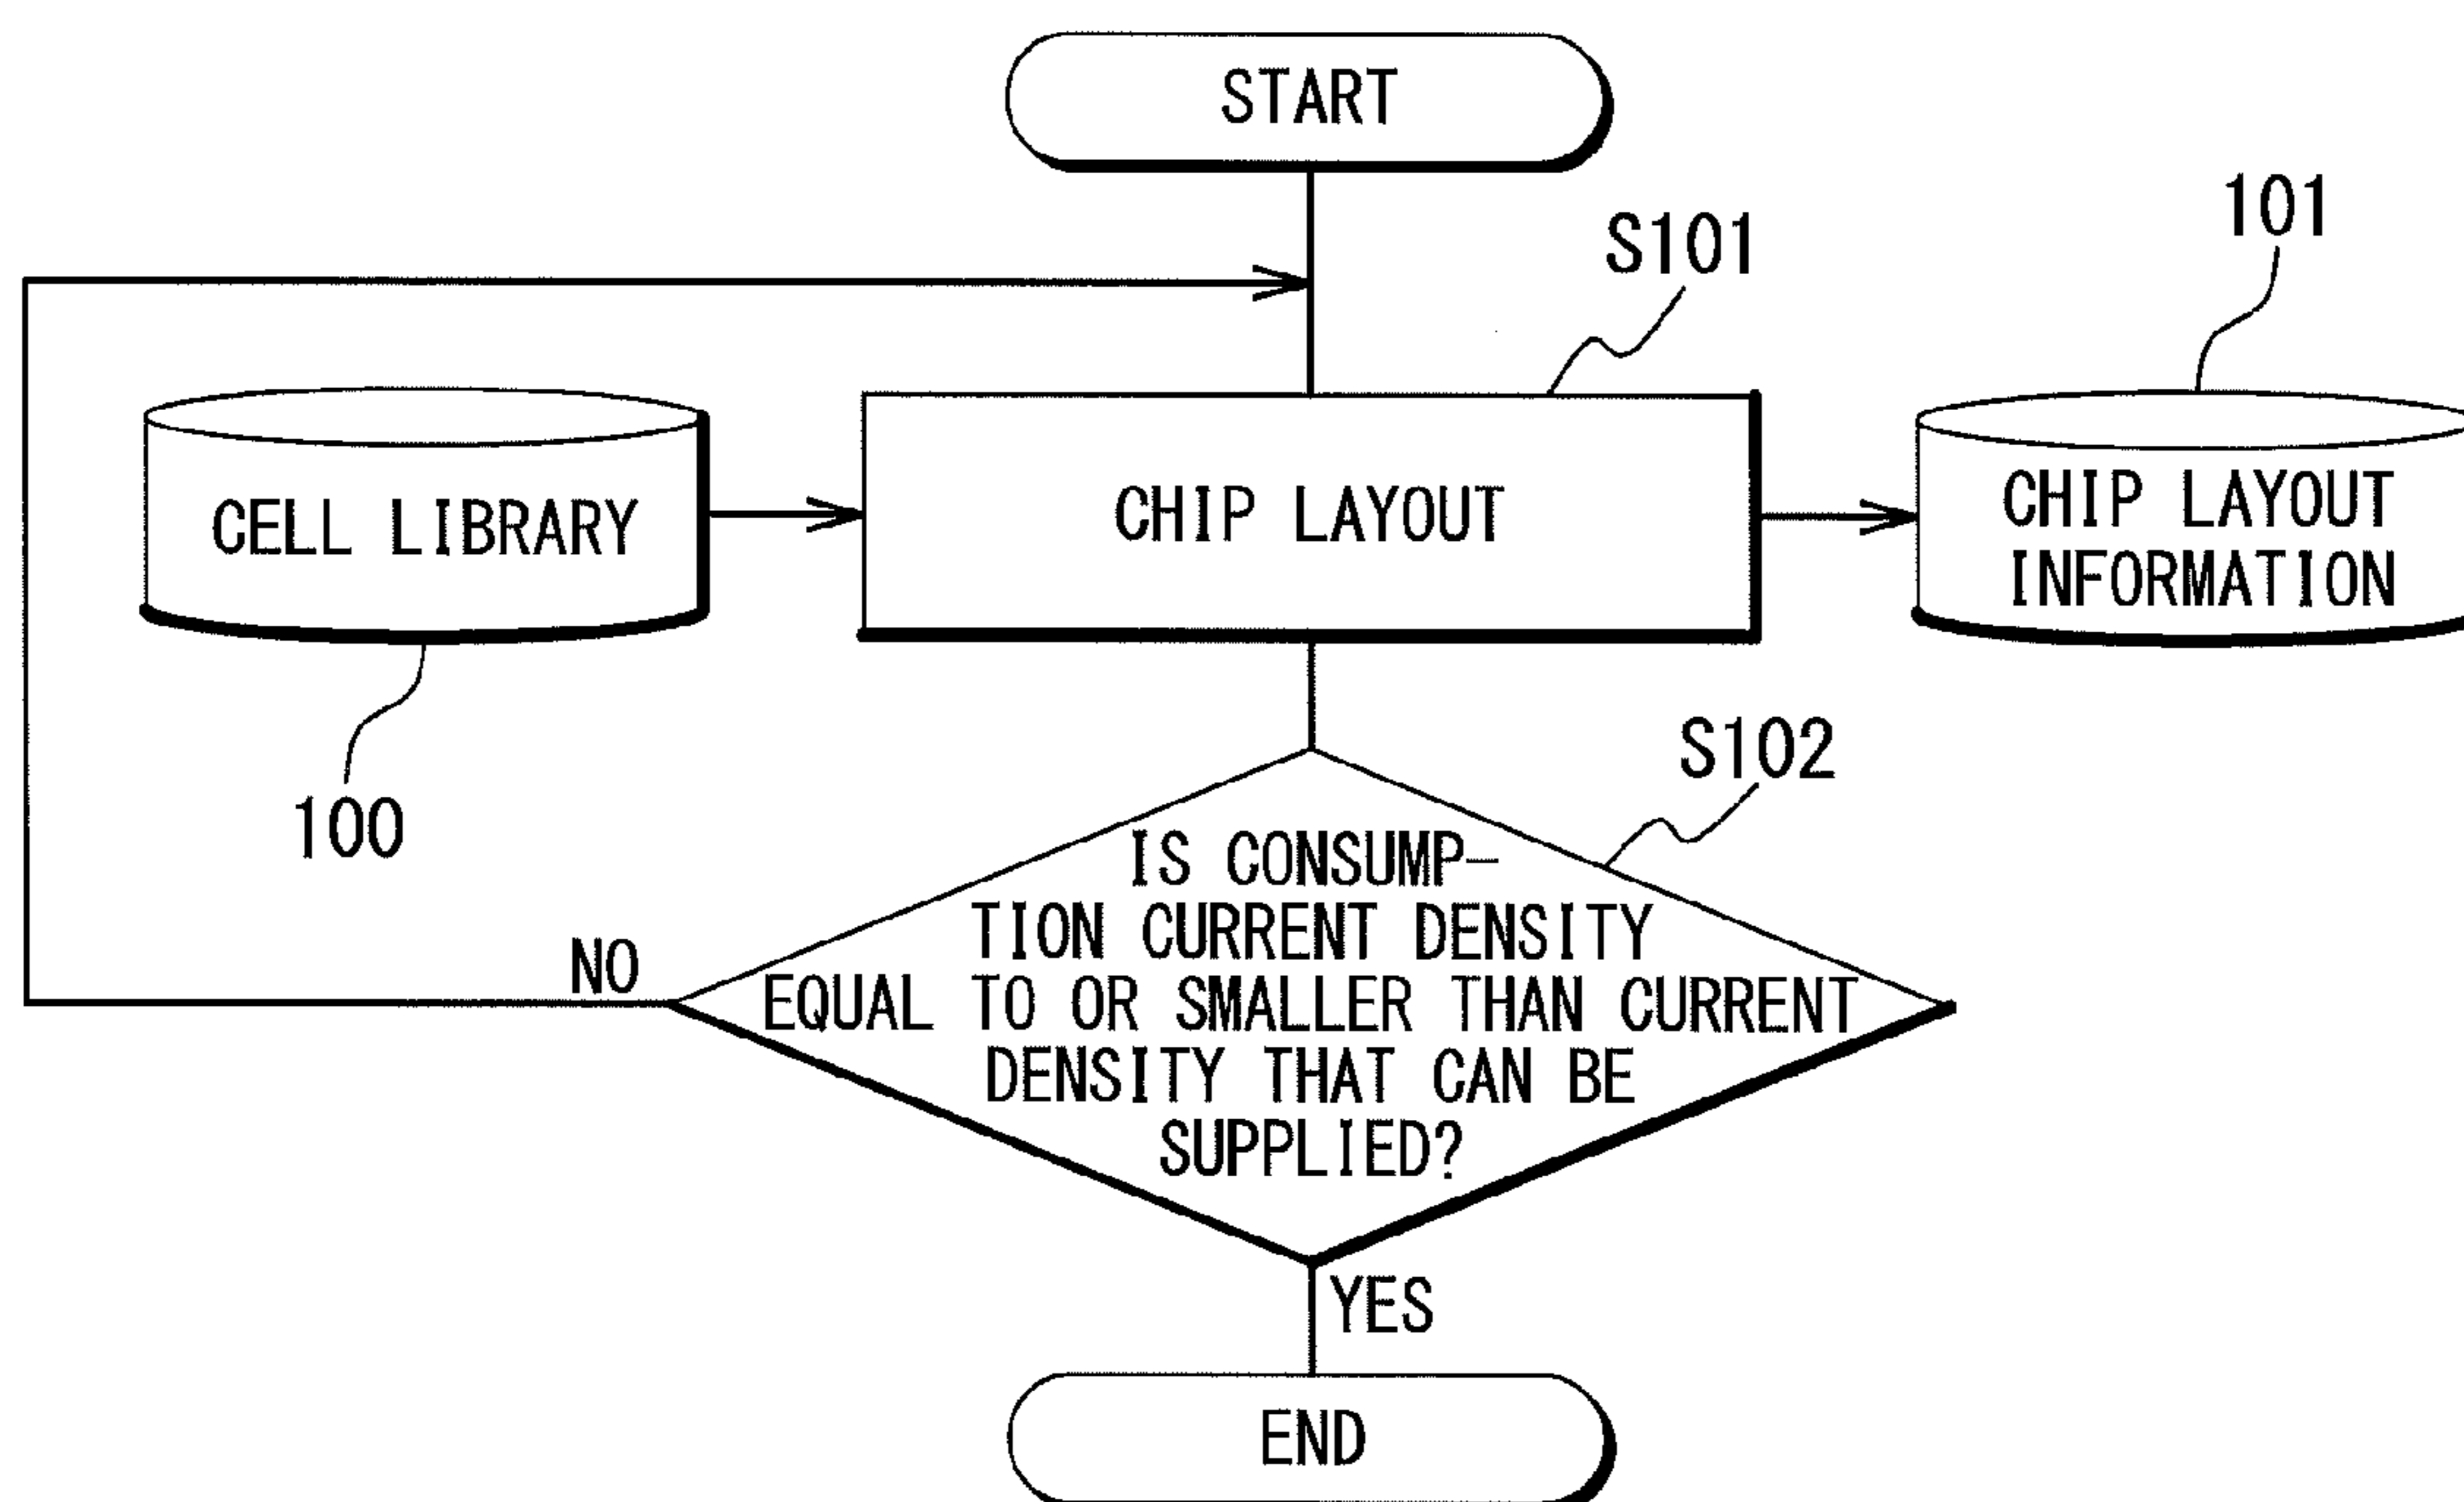 START
S101
101
CELL LIBRARY
CHIP LAYOUT
CHIP LAYOUT
INFORMATION
100
S102
IS CONSUMP-
TION CURRENT DENSITY
EQUAL TO OR SMALLER THAN CURRENT
DENSITY THAT CAN BE
SUPPLIED?
NO
YES
END